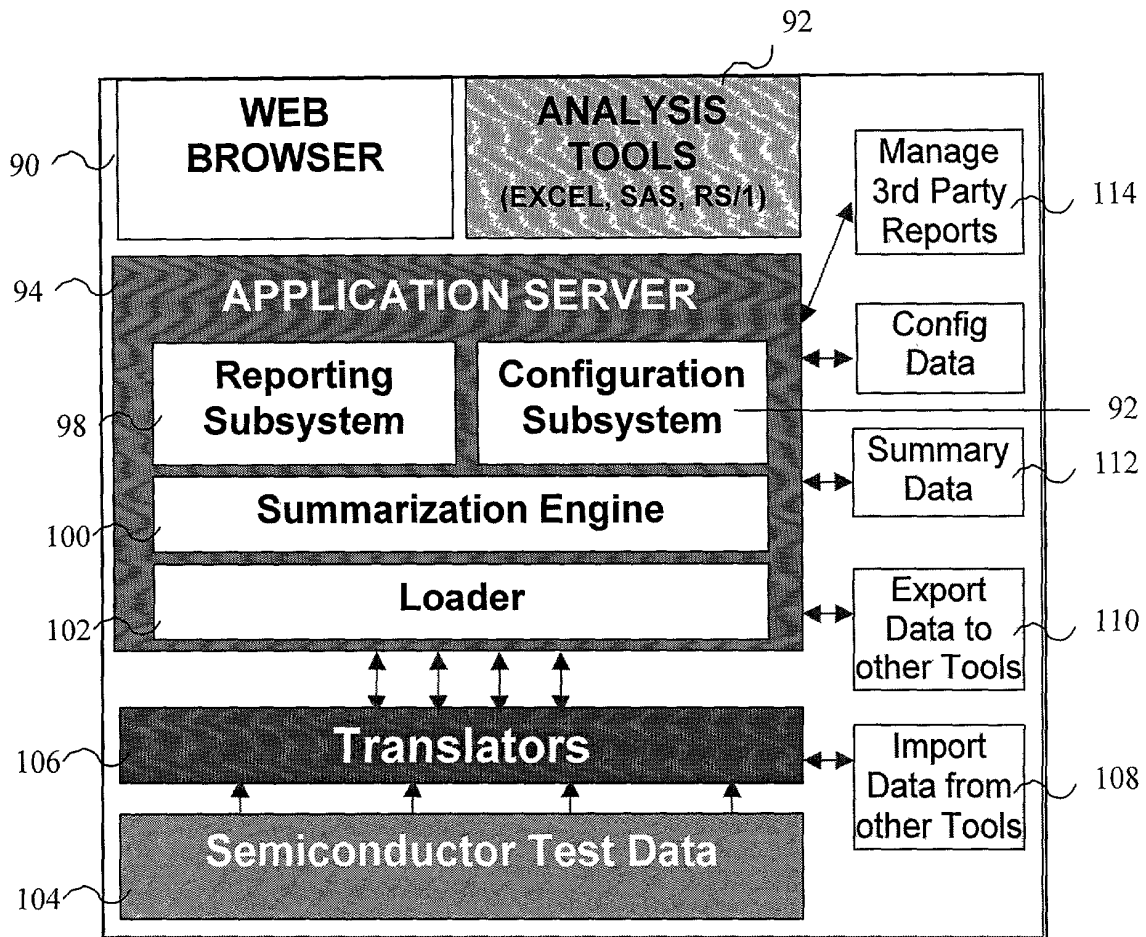 92
WEB
BROWSER
90
ANALYSIS
TOOLS
(EXCEL, SAS, RS/1)
Manage
3rd Party
Reports
114
94
APPLICATION SERVER
Config
Data
Reporting
Subsystem
98
Configuration
Subsystem
92
Summary
Data
112
Summarization Engine
100
Loader
102
Export
Data to
other Tools
110
Translators
106
Import
Data from
other Tools
108
Semiconductor Test Data
104